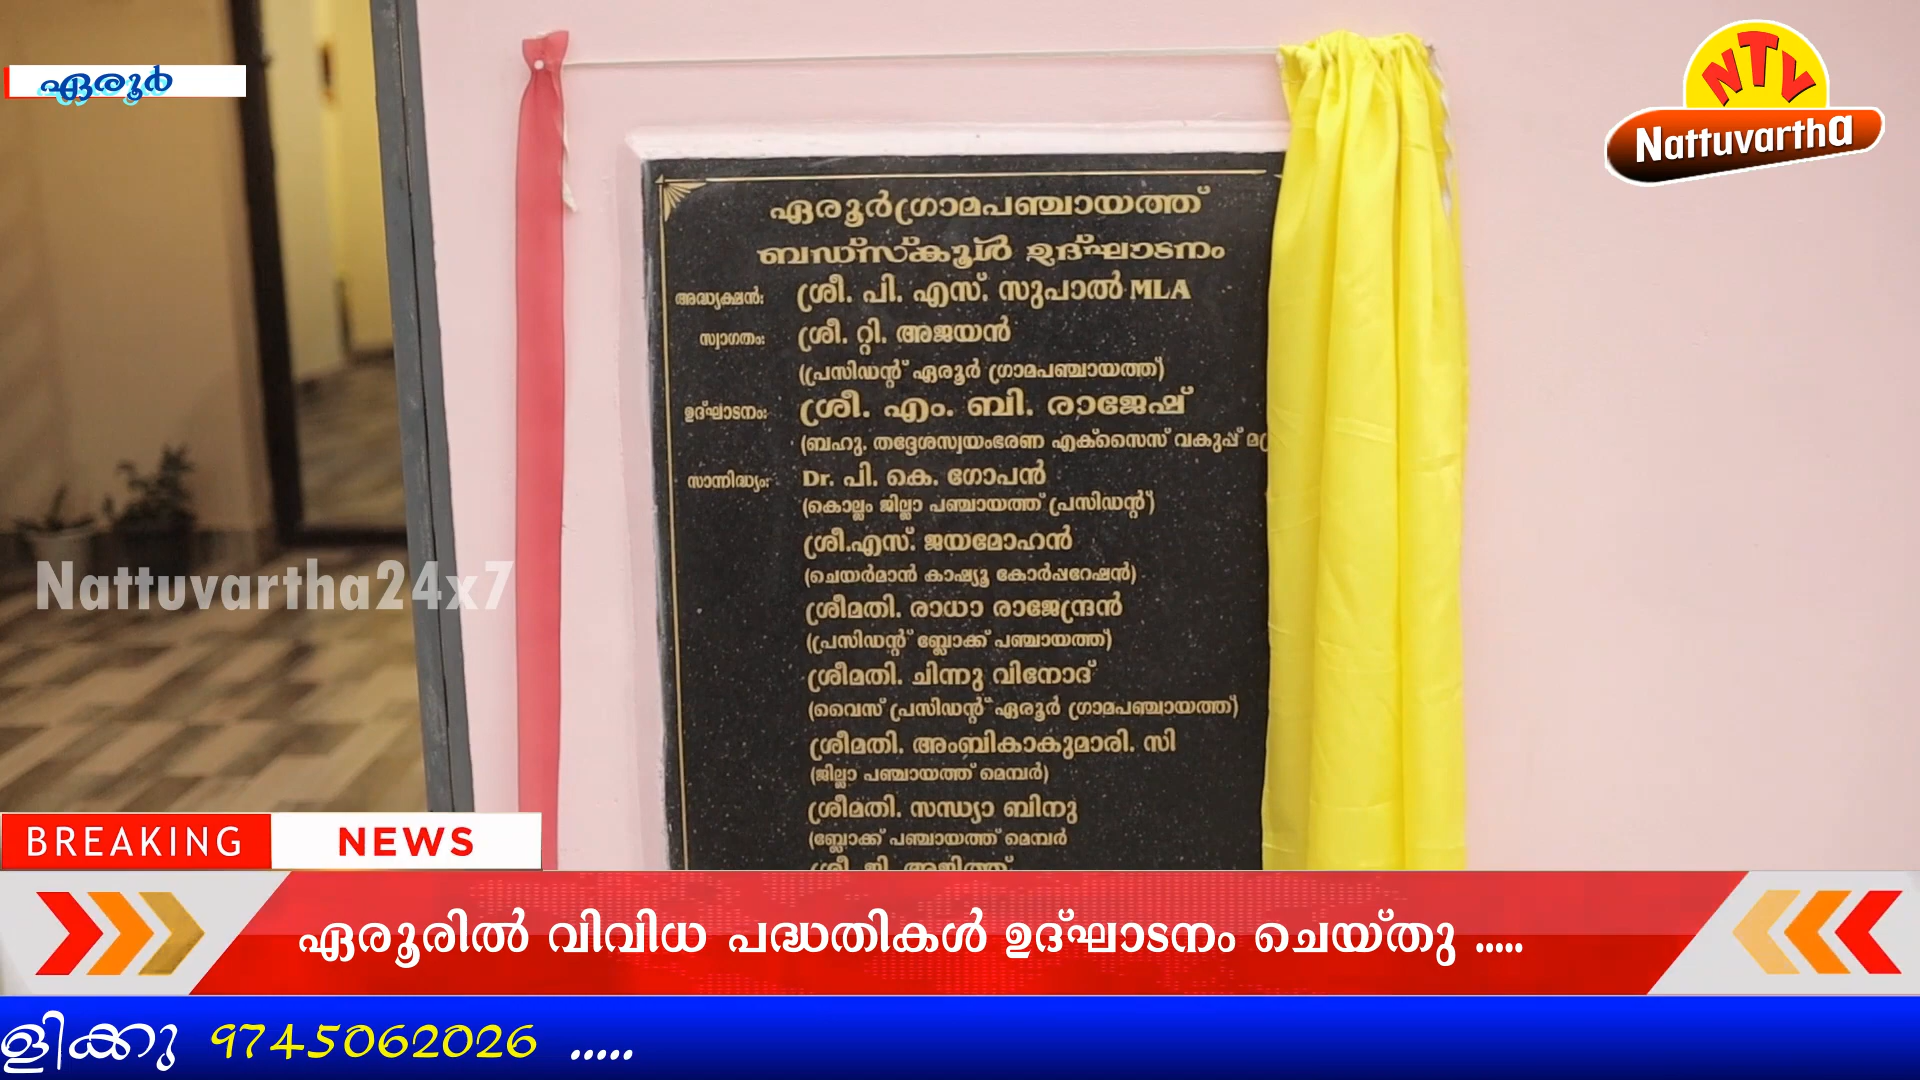 ഏരൂർ
NTV
Nattuvartha
ഏരൂർഗ്രാമപഞ്ചായത്ത്
ബഡ്സ്കൂൾ ഉദ്ഘാടനം
അദ്ധ്യക്ഷൻ: ശ്രീ. പി. എസ്. സുപാൽ MLA
സ്വാഗതം: ശ്രീ. റ്റി. അജയൻ
(പ്രസിഡന്റ് ഏരൂർ ഗ്രാമപഞ്ചായത്ത്)
ഉദ്ഘാടനം: ശ്രീ. എം. ബി. രാജേഷ്
(ബഹു. തദ്ദേശസ്വയംഭരണ എക്സൈസ് വകുപ്പ്
സാന്നിദ്ധ്യം: Dr. പി. കെ. ഗോപൻ
(കൊല്ലം ജില്ലാ പഞ്ചായത്ത് പ്രസിഡന്റ്)
ശ്രീ.എസ്. ജയമോഹൻ
(ചെയർമാൻ കാഷ്യൂ കോർപ്പറേഷൻ)
ശ്രീമതി. രാധാ രാജേന്ദ്രൻ
(പ്രസിഡന്റ് ബ്ലോക്ക് പഞ്ചായത്ത്)
ശ്രീമതി. ചിന്നു വിനോദ്
(വൈസ് പ്രസിഡന്റ് ഏരൂർ ഗ്രാമപഞ്ചായത്ത്)
ശ്രീമതി. അംബികാകുമാരി. സി
(ജില്ലാ പഞ്ചായത്ത് മെമ്പർ)
ശ്രീമതി. സന്ധ്യാ ബിനു
(ബ്ലോക്ക് പഞ്ചായത്ത് മെമ്പർ
Nattuvartha24x7
BREAKING NEWS
ഏരൂരിൽ വിവിധ പദ്ധതികൾ ഉദ്ഘാടനം ചെയ്തു .....
ളിക്കു 9745062026 .....